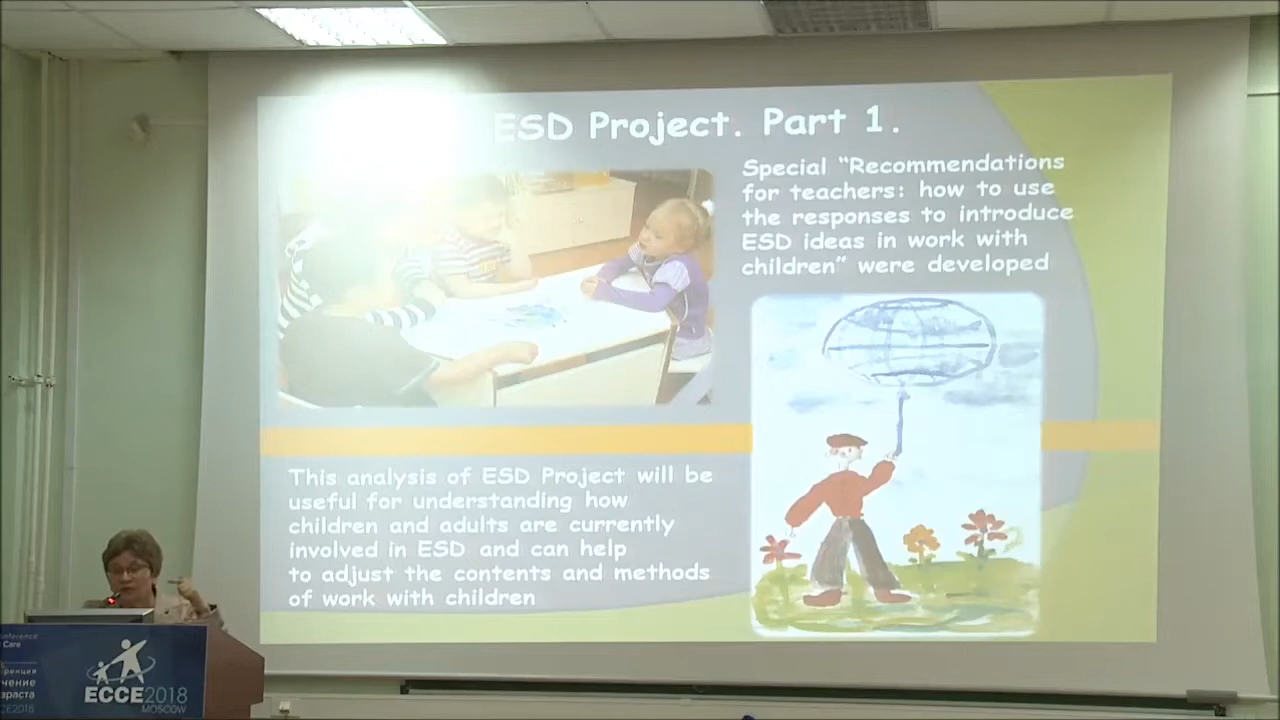 ESD Project. Part 1.
Special “Recommendations
for teachers: how to use
the responses to introduce
ESD ideas in work with
children” were developed
This analysis of ESD Project will be
useful for understanding how
children and adults are currently
involved in ESD and can help
to adjust the contents and methods
of work with children
Care
ECCE2018
MOSCOW